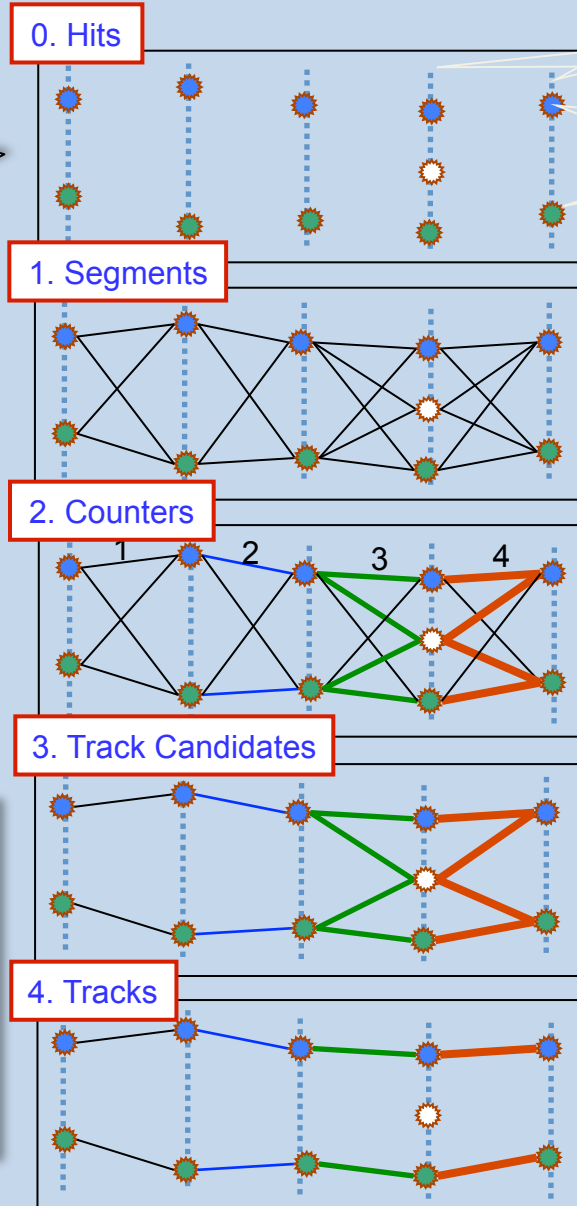 0. Hits
1. Segments
2. Counters
1 2 3 4
3. Track Candidates
4. Tracks